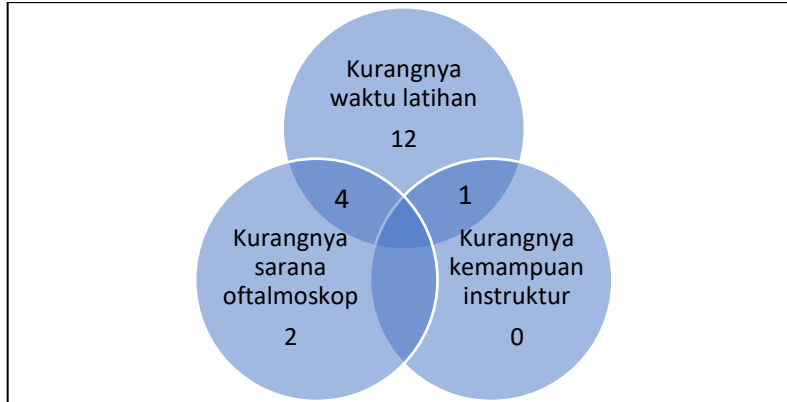 Kurangnya
waktu latihan
12
4
1
Kurangnya
sarana
oftalmoskop
2
Kurangnya
kemampuan
instruktur
0